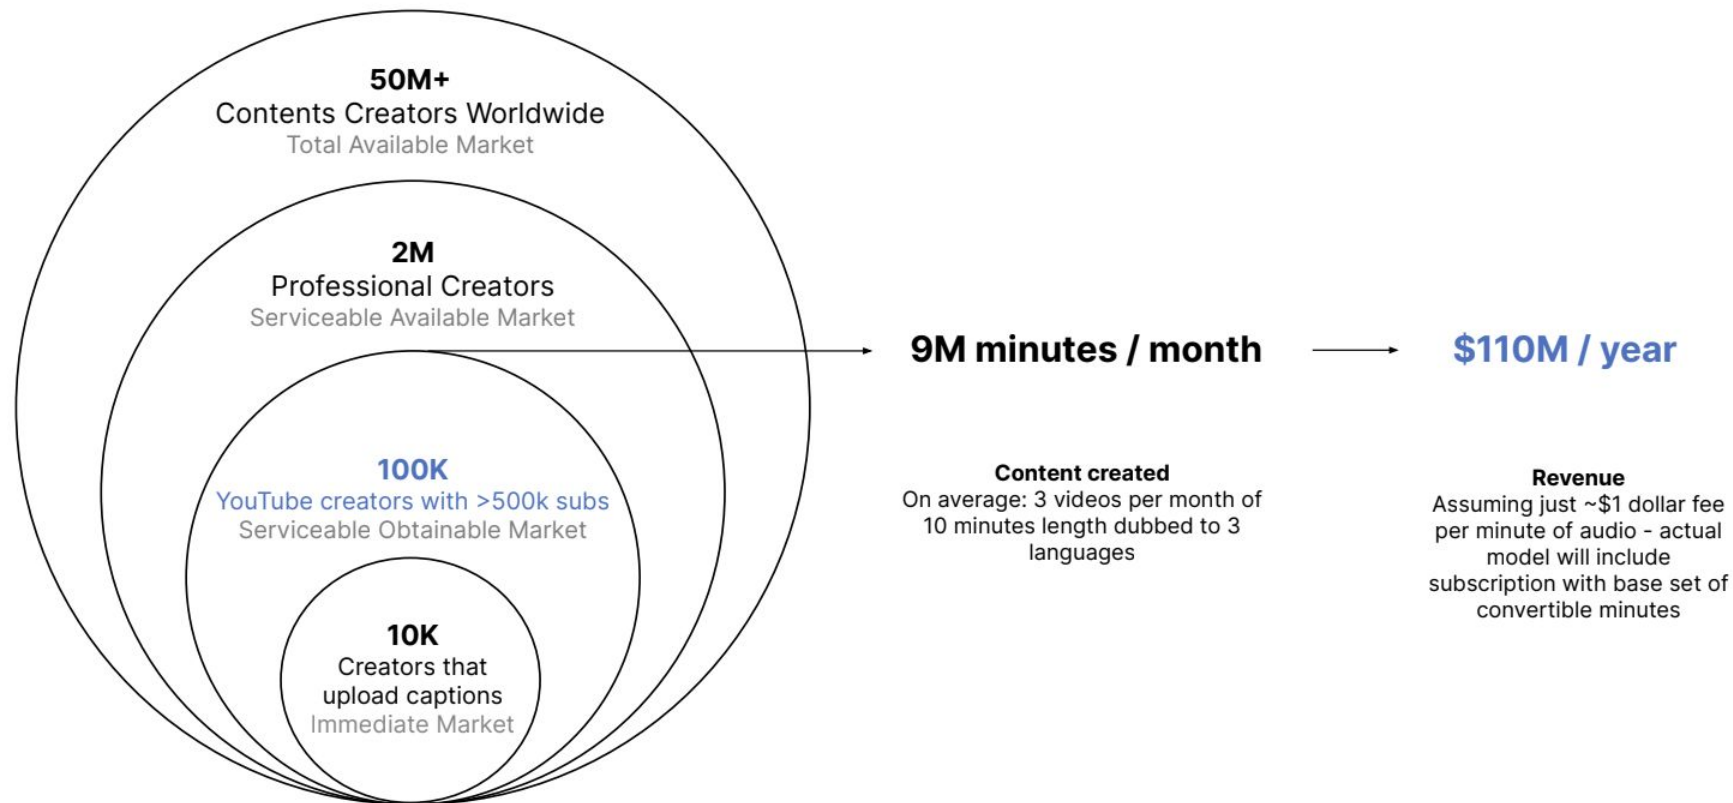 50M+
Contents Creators Worldwide
Total Available Market
2M
Professional Creators
Serviceable Available Market
100K
YouTube creators with >500k subs
Serviceable Obtainable Market
10K
Creators that
upload captions
Immediate Market
9M minutes / month
Content created
On average: 3 videos per month of
10 minutes length dubbed to 3
languages
$110M / year
Revenue
Assuming just ~$1 dollar fee
per minute of audio - actual
model will include
subscription with base set of
convertible minutes